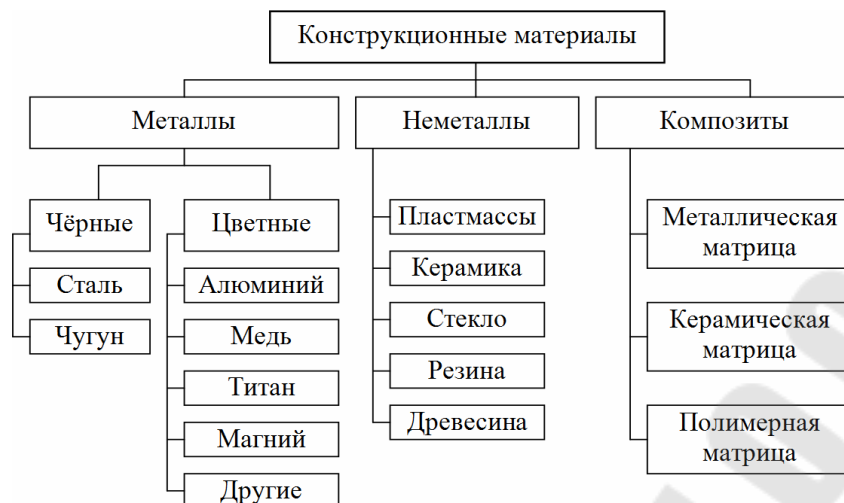 Конструкционные материалы
Металлы
Неметаллы
Композиты
Чёрные
Сталь
Чугун
Цветные
Алюминий
Медь
Титан
Магний
Другие
Пластмассы
Керамика
Стекло
Резина
Древесина
Металлическая
матрица
Керамическая
матрица
Полимерная
матрица